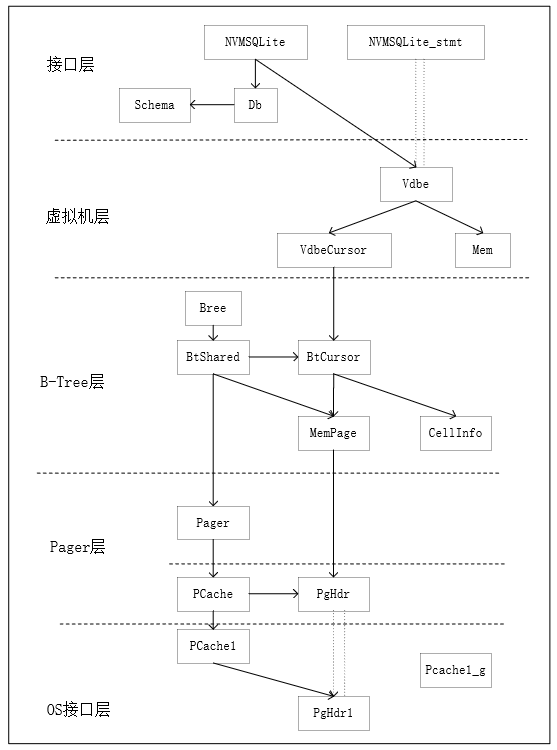 NVMSQLite
NVMSQLite_stmt
接口层
Schema
Db
Vdbe
虚拟机层
VdbeCursor
Mem
Bree
BtShared
BtCursor
B-Tree层
MemPage
CellInfo
Pager
Pager层
PCache
PgHdr
PCache1
Pcache1_g
OS接口层
PgHdr1